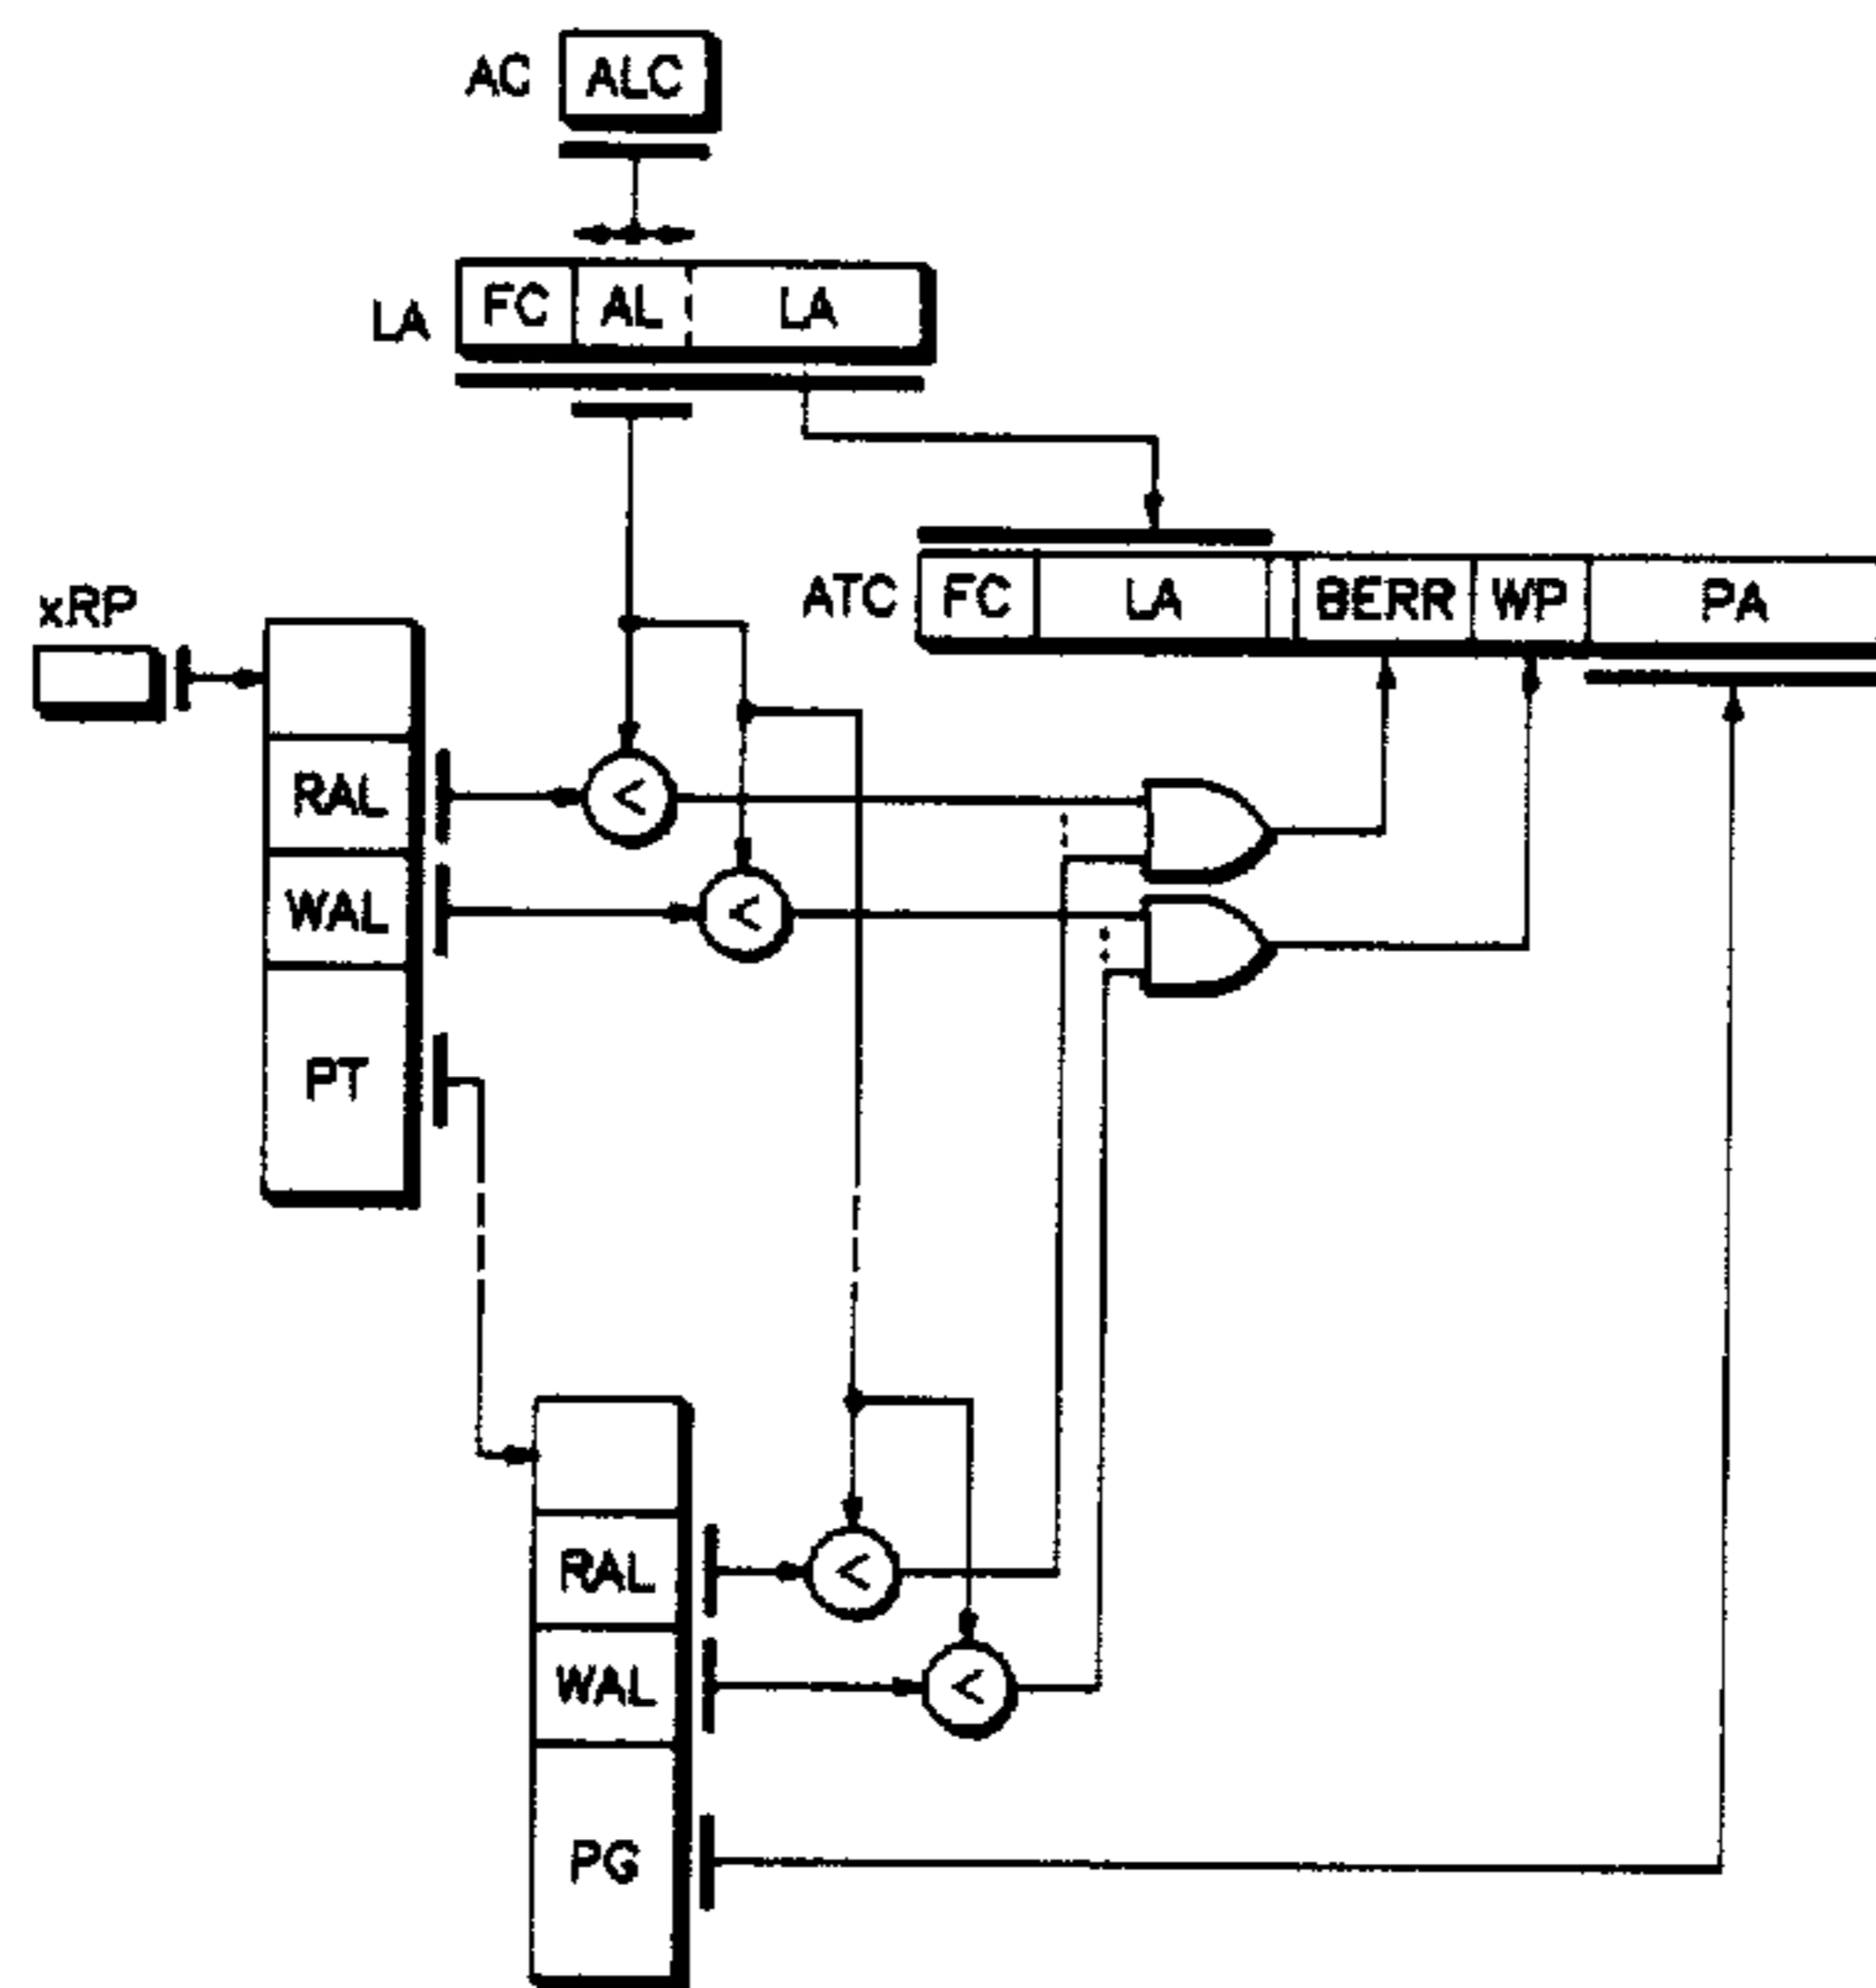 AC ALC
LA FC AL LA
ATC FC LA BERR WP PA
xRP
RAL <
WAL <
PT
RAL <
WAL <
PG